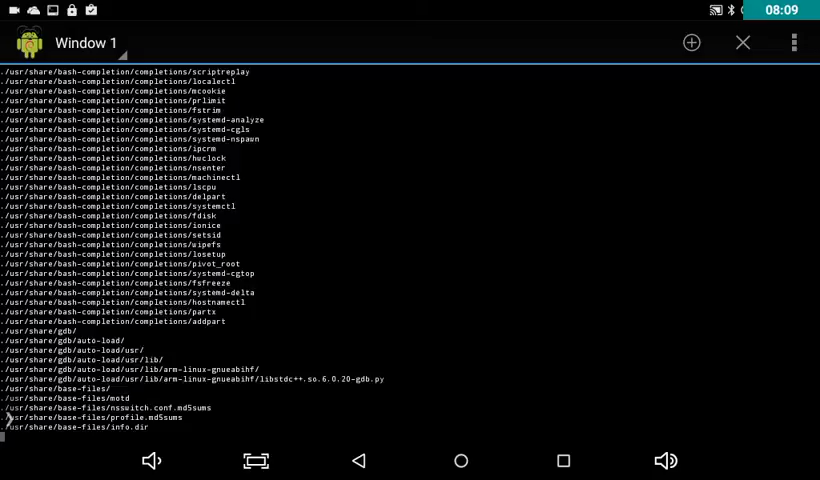 08:09
Window 1
./usr/share/bash-completion/completions/scriptreplay
./usr/share/bash-completion/completions/localectl
./usr/share/bash-completion/completions/mcookie
./usr/share/bash-completion/completions/prlimit
./usr/share/bash-completion/completions/fstrim
./usr/share/bash-completion/completions/systemd-analyze
./usr/share/bash-completion/completions/systemd-cgls
./usr/share/bash-completion/completions/systemd-nspawn
./usr/share/bash-completion/completions/ipcrm
./usr/share/bash-completion/completions/hwclock
./usr/share/bash-completion/completions/nsenter
./usr/share/bash-completion/completions/machinectl
./usr/share/bash-completion/completions/lscpu
./usr/share/bash-completion/completions/delpart
./usr/share/bash-completion/completions/systemctl
./usr/share/bash-completion/completions/fdisk
./usr/share/bash-completion/completions/ionice
./usr/share/bash-completion/completions/setsid
./usr/share/bash-completion/completions/wipefs
./usr/share/bash-completion/completions/losetup
./usr/share/bash-completion/completions/pivot_root
./usr/share/bash-completion/completions/systemd-cgtop
./usr/share/bash-completion/completions/fsfreeze
./usr/share/bash-completion/completions/systemd-delta
./usr/share/bash-completion/completions/hostnamectl
./usr/share/bash-completion/completions/partx
./usr/share/bash-completion/completions/addpart
./usr/share/gdb/
./usr/share/gdb/auto-load/
./usr/share/gdb/auto-load/usr/
./usr/share/gdb/auto-load/usr/lib/
./usr/share/gdb/auto-load/usr/lib/arm-linux-gnueabihf/
./usr/share/gdb/auto-load/usr/lib/arm-linux-gnueabihf/libstdc++.so.6.0.20-gdb.py
./usr/share/base-files/
./usr/share/base-files/motd
./usr/share/base-files/nsswitch.conf.md5sums
./usr/share/base-files/profile.md5sums
./usr/share/base-files/info.dir